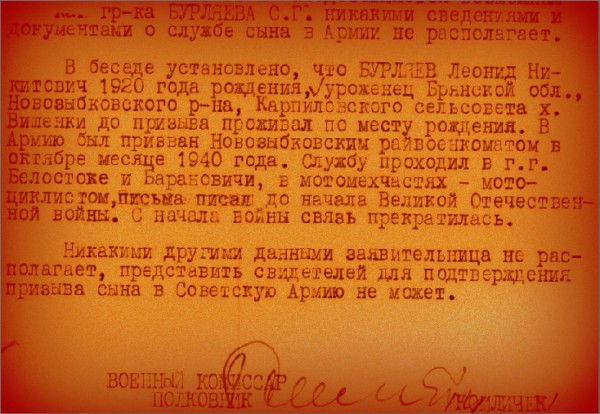 гр-ка БУРЛЯЕВА С.Г. никакими сведениями и
документами о службе сына в Армии не располагает.
В беседе установлено, что БУРЛЯЕВ Леонид Ни-
китович 1920 года рождения, уроженец Брянской обл.,
Новозыбковского р-на, Карпиловского сельсовета х.
Вишенки до призыва проживал по месту рождения. В
Армию был призван Новозыбковским райвоенкоматом в
октябре месяце 1940 года. Службу проходил в г.г.
Белостоке и Барановичи, в мотомехчастях - мото-
циклистом, письма писал до начала Великой Отечествен-
ной войны. С начала войны связь прекратилась.
Никакими другими данными заявительница не рас-
полагает, представить свидетелей для подтверждения
призыва сына в Советскую Армию не может.
ВОЕННЫЙ КОМИССАР
ПОЛКОВНИК